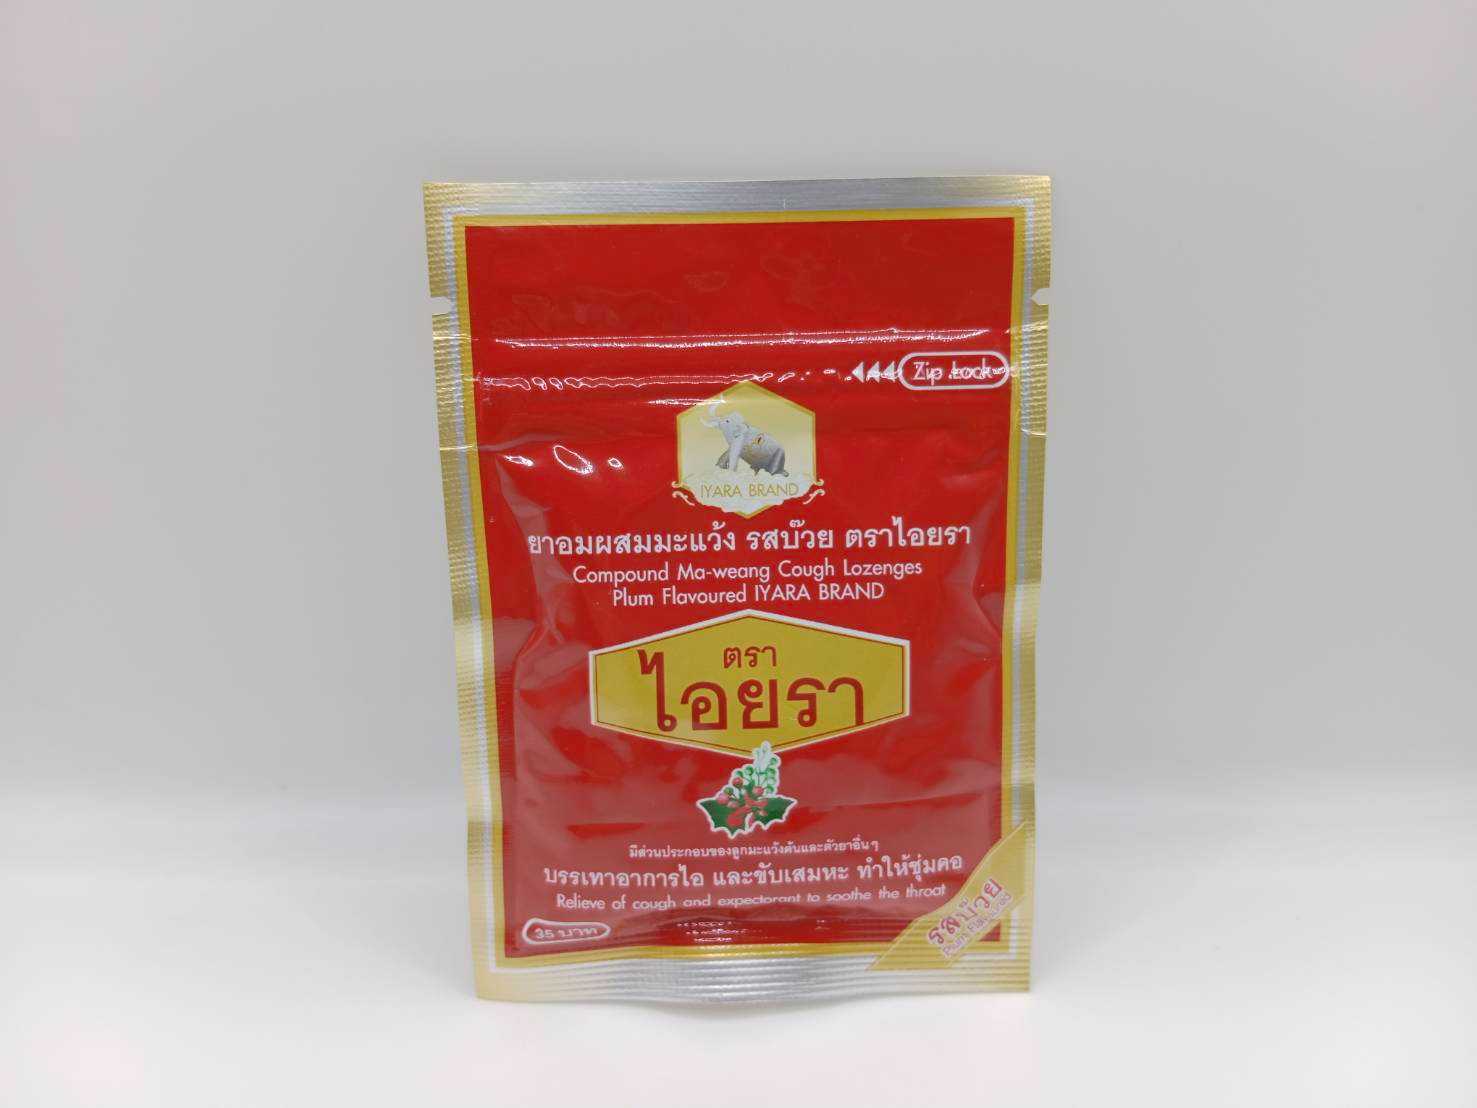 Zip Lock
IYARA BRAND
ยาอมผสมมะแว้ง รสบ๊วย ตราไอยรา
Compound Ma-weang Cough Lozenges
Plum Flavoured IYARA BRAND
ตรา
ไอยรา
มีส่วนประกอบของลูกมะแว้งต้นและตัวยาอื่น ๆ
บรรเทาอาการไอ และขับเสมหะ ทำให้ชุ่มคอ
Relieve of cough and expectorant to soothe the throat
35 บาท
รสบ๊วย
Plum Flavoured